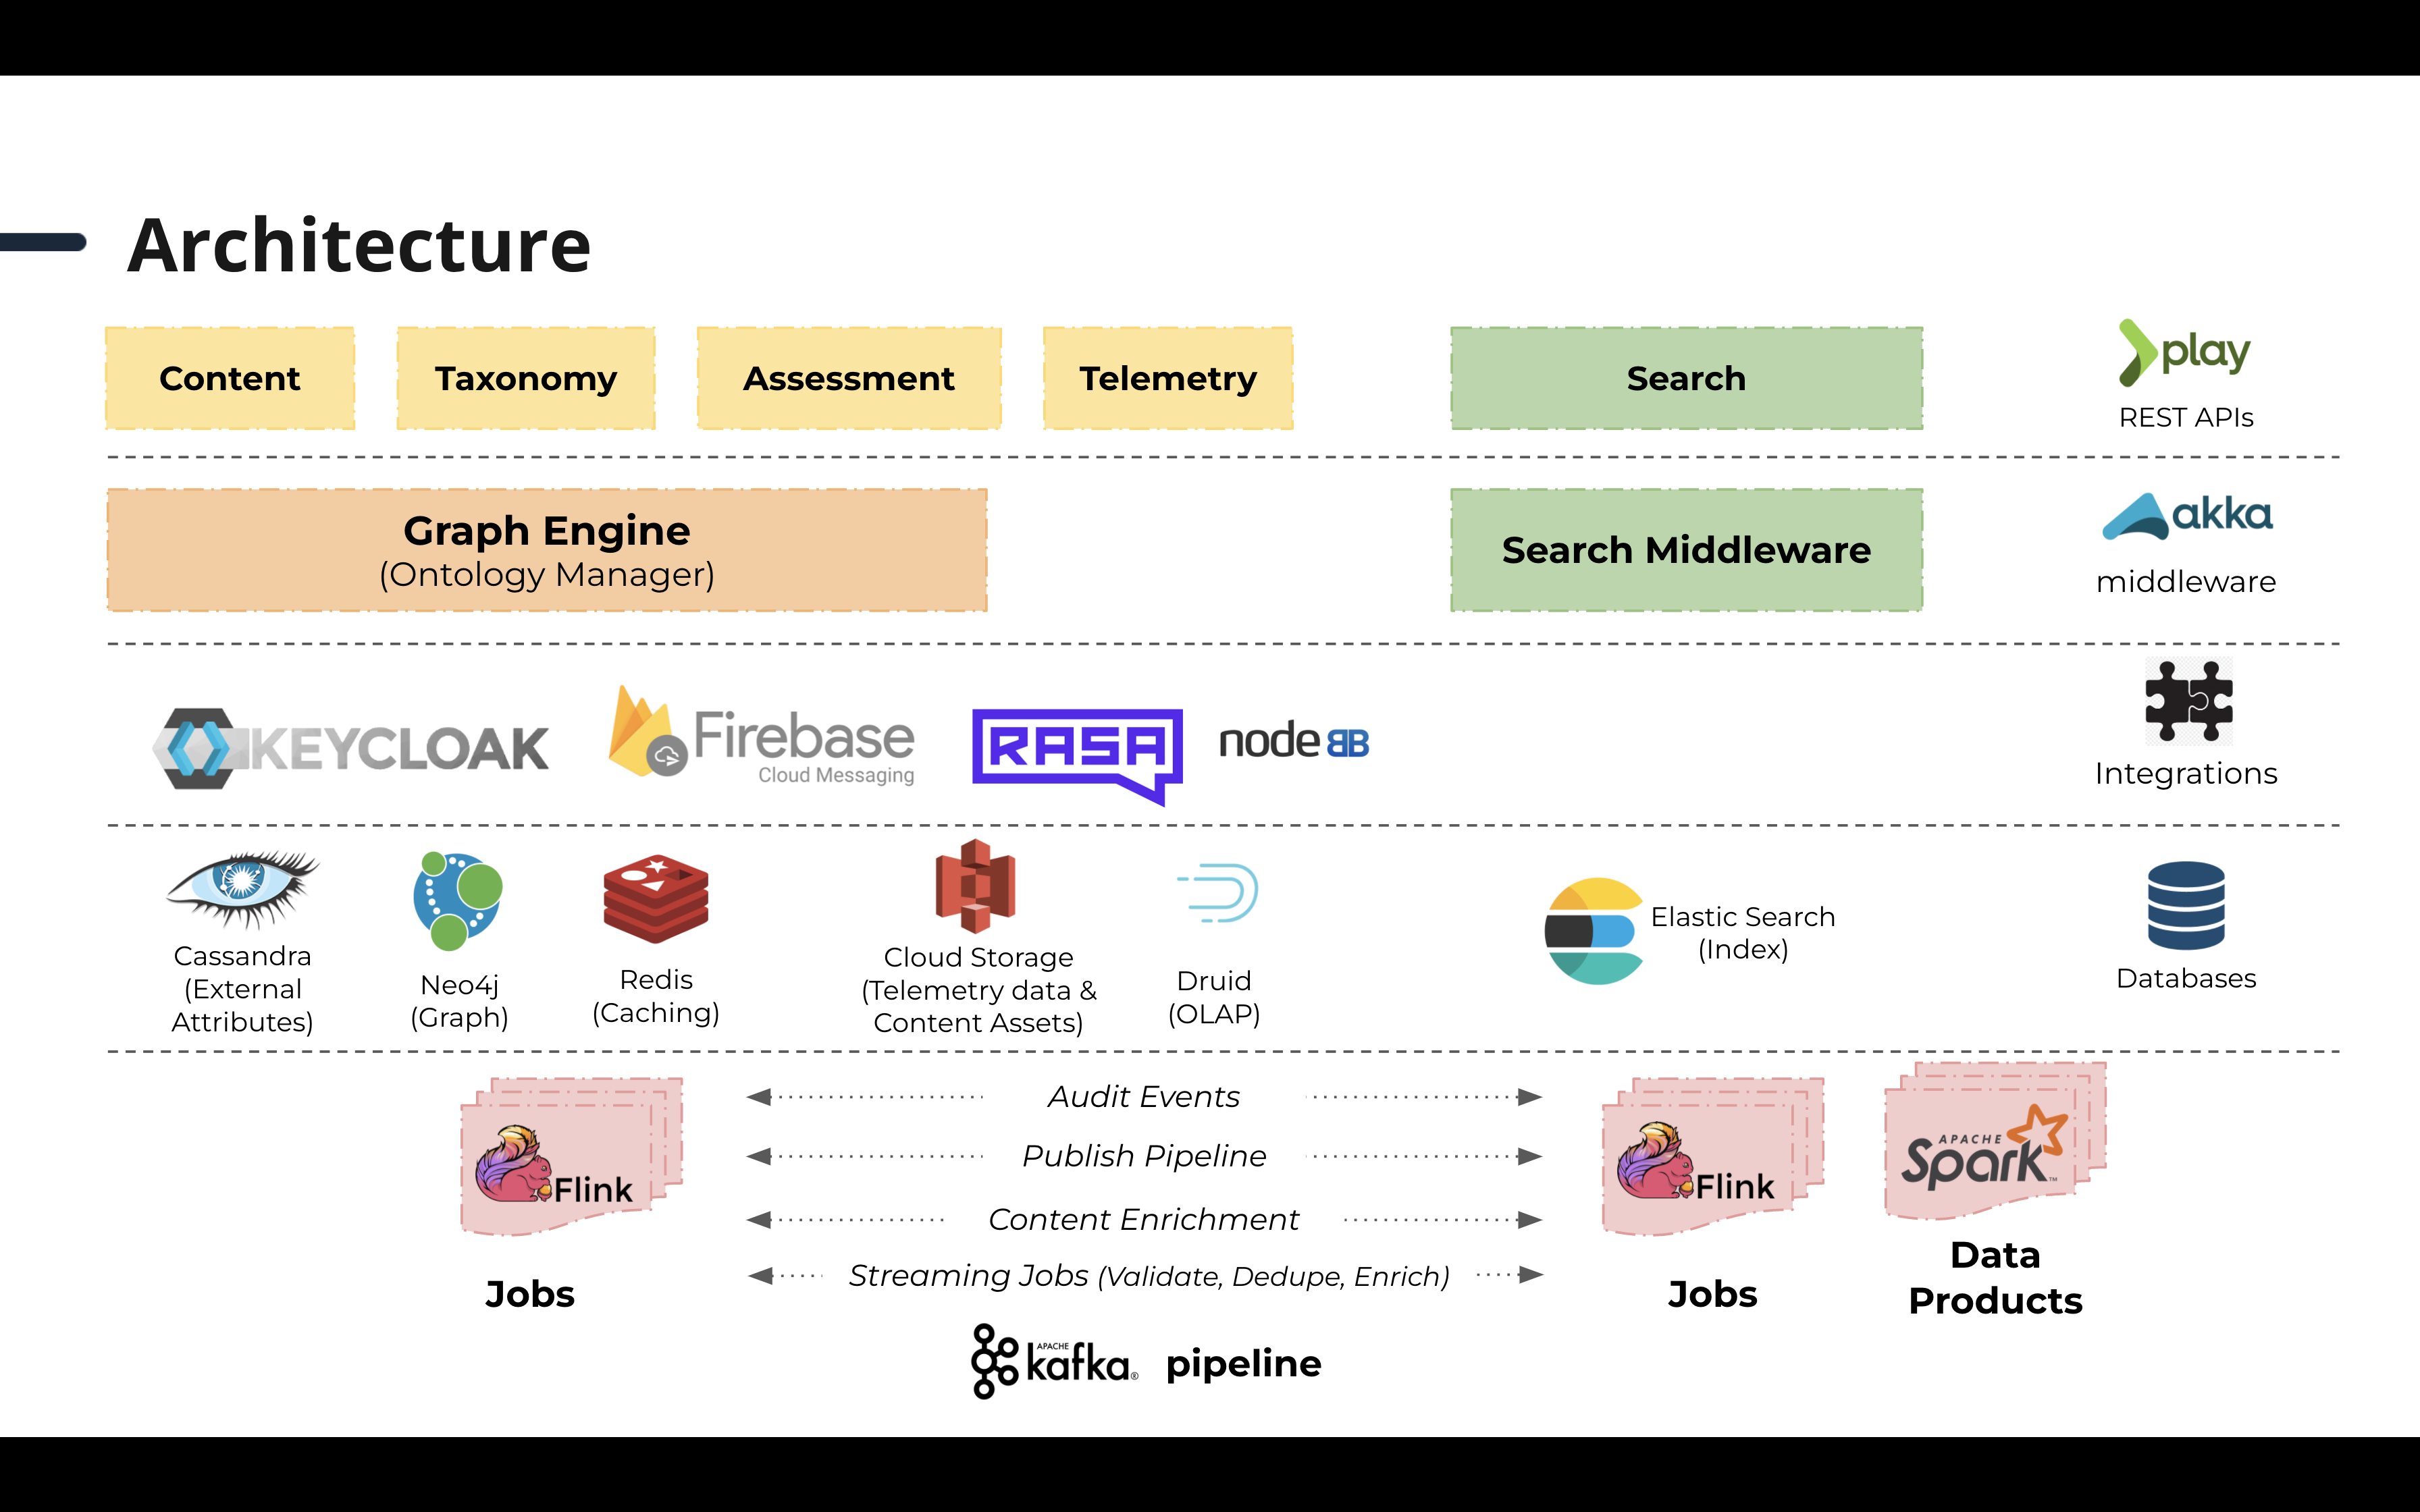 Architecture
Content
Taxonomy
Assessment
Telemetry
Search
play
REST APIs
Graph Engine
(Ontology Manager)
Search Middleware
akka
middleware
KEYCLOAK
Firebase
Cloud Messaging
RASA
nodeBB
Integrations
Cassandra
(External
Attributes)
Neo4j
(Graph)
Redis
(Caching)
Cloud Storage
(Telemetry data &
Content Assets)
Druid
(OLAP)
Elastic Search
(Index)
Databases
Flink
Jobs
Audit Events
Publish Pipeline
Content Enrichment
Streaming Jobs (Validate, Dedupe, Enrich)
Flink
Jobs
APACHE
Spark™
Data
Products
APACHE
kafka®
pipeline